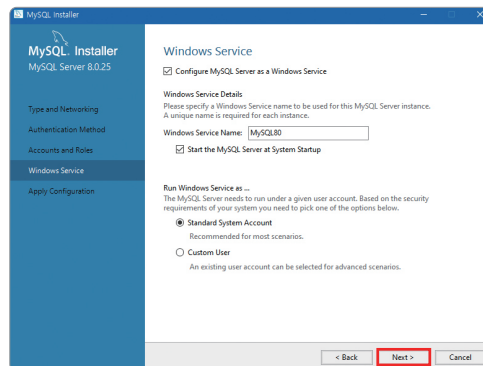 MySQL Installer
MySQL. Installer
MySQL Server 8.0.25
Type and Networking
Authentication Method
Accounts and Roles
Windows Service
Apply Configuration
Windows Service
Configure MySQL Server as a Windows Service
Windows Service Details
Please specify a Windows Service name to be used for this MySQL Server instance.
A unique name is required for each instance.
Windows Service Name: MySQL80
Start the MySQL Server at System Startup
Run Windows Service as ...
The MySQL Server needs to run under a given user account. Based on the security
requirements of your system you need to pick one of the options below.
Standard System Account
Recommended for most scenarios.
Custom User
An existing user account can be selected for advanced scenarios.
< Back Next > Cancel